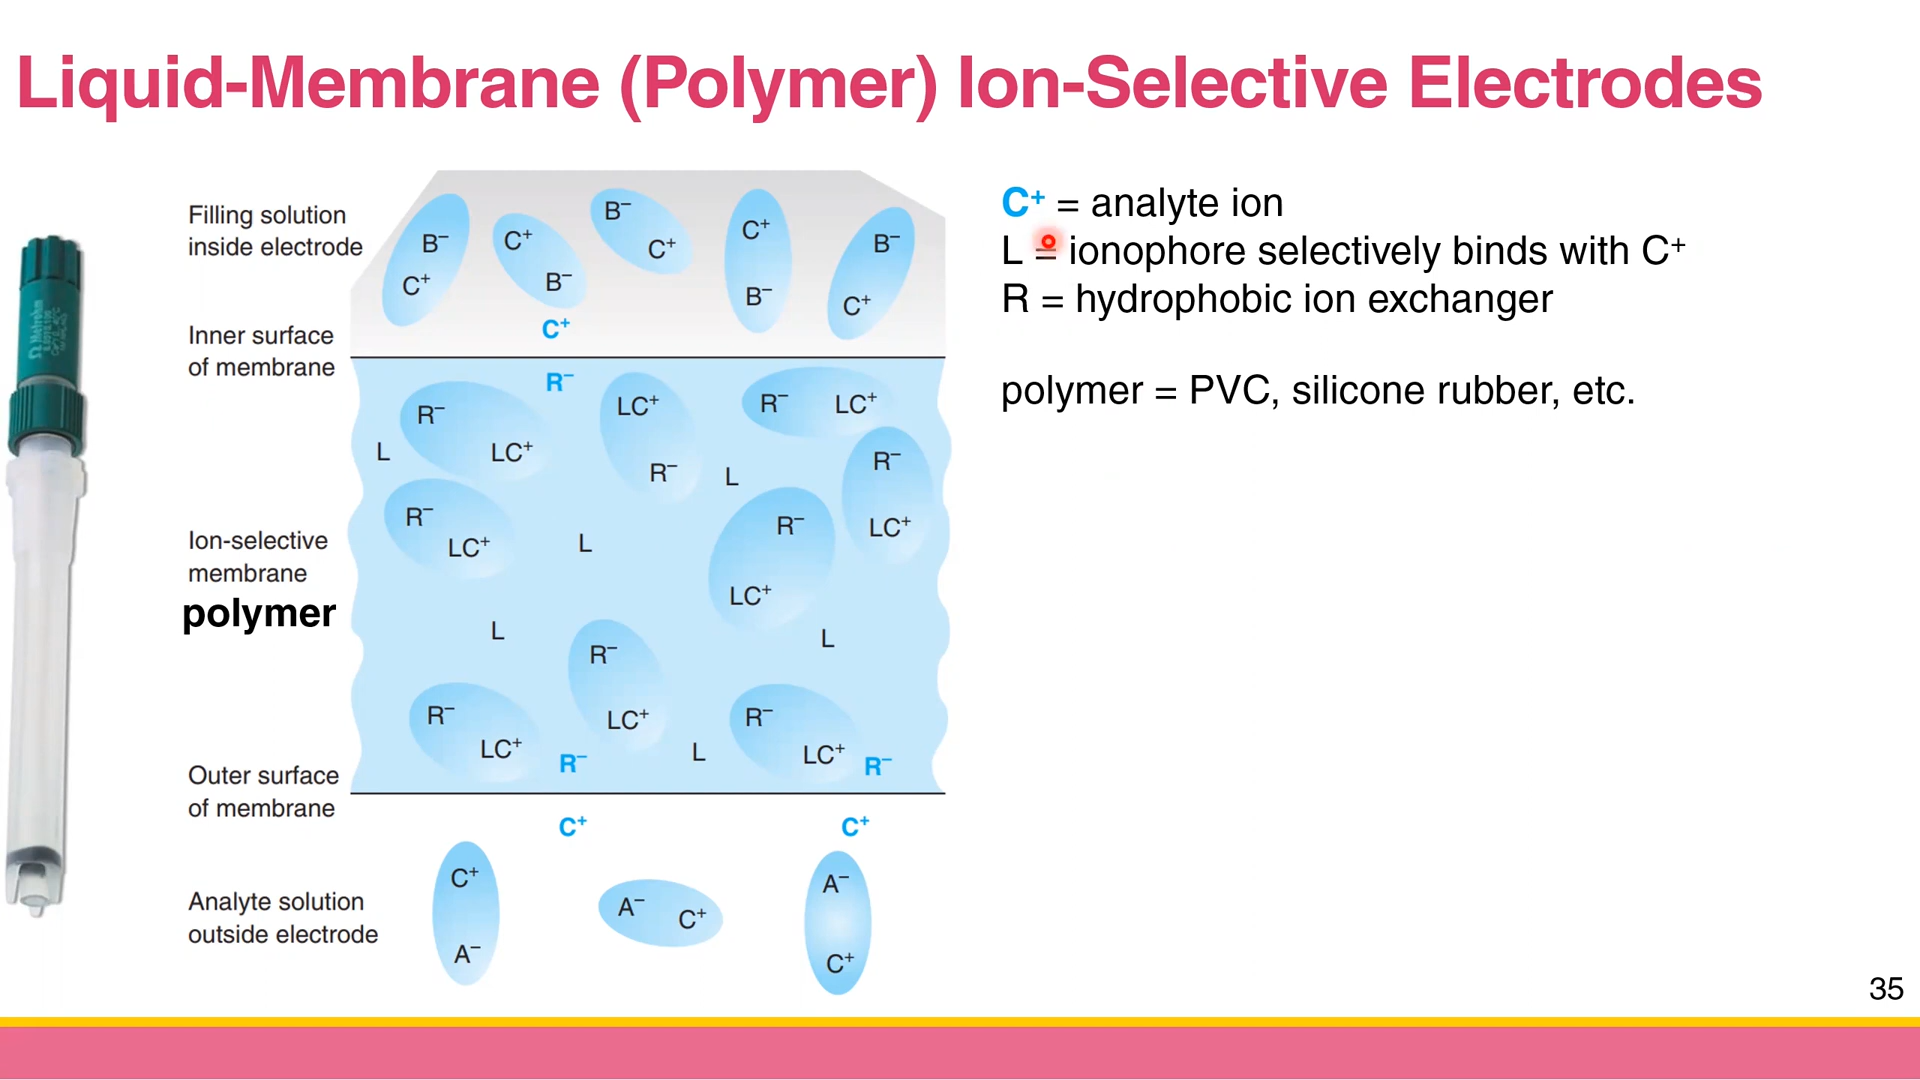 Liquid-Membrane (Polymer) Ion-Selective Electrodes
Filling solution
inside electrode
B⁻
C⁺
C⁺
B⁻
B⁻
C⁺
C⁺
B⁻
B⁻
C⁺
C⁺
Inner surface
of membrane
R⁻
R⁻
LC⁺
LC⁺
R⁻
R⁻
LC⁺
L
L
R⁻
LC⁺
R⁻
LC⁺
R⁻
LC⁺
L
Ion-selective
membrane
polymer
L
L
R⁻
LC⁺
R⁻
LC⁺
R⁻
LC⁺
L
R⁻
R⁻
Outer surface
of membrane
C⁺
C⁺
Analyte solution
outside electrode
C⁺
A⁻
A⁻
C⁺
A⁻
C⁺
C⁺ = analyte ion
L = ionophore selectively binds with C⁺
R = hydrophobic ion exchanger
polymer = PVC, silicone rubber, etc.
Metrohm
35